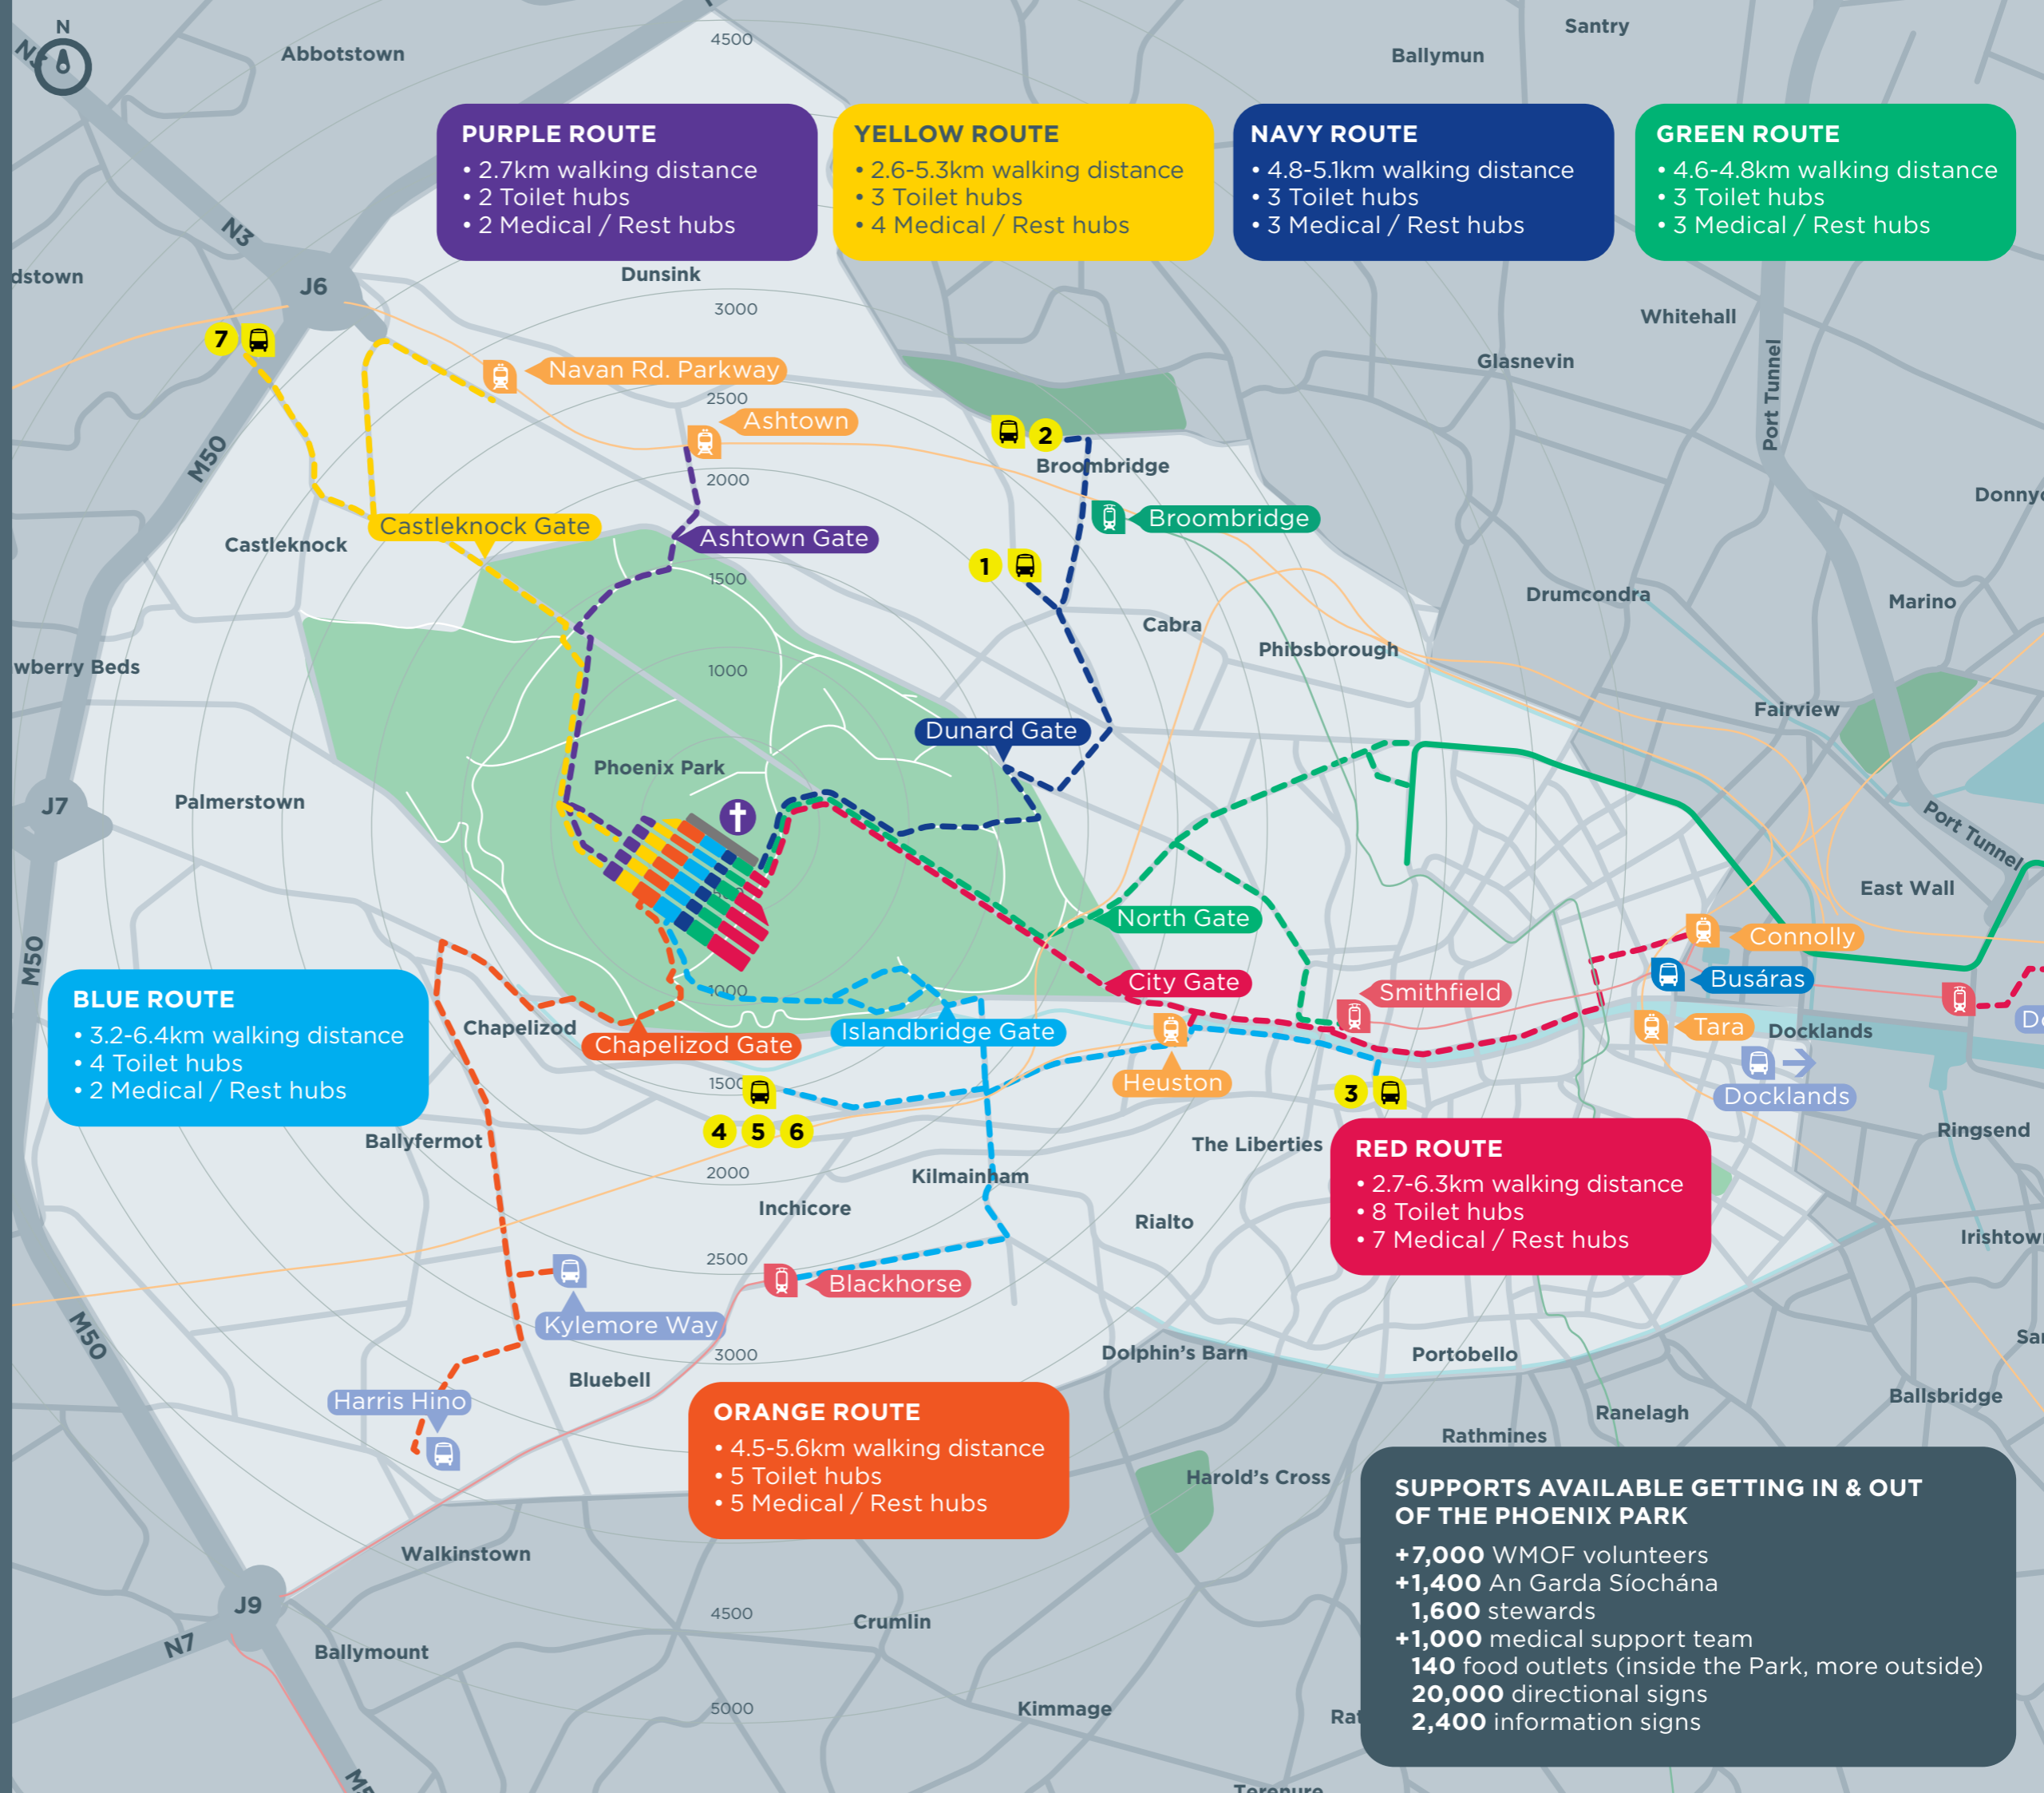 N
Santry
Ballymun
Abbotstown
4500
PURPLE ROUTE
• 2.7km walking distance
• 2 Toilet hubs
• 2 Medical / Rest hubs
YELLOW ROUTE
• 2.6-5.3km walking distance
• 3 Toilet hubs
• 4 Medical / Rest hubs
NAVY ROUTE
• 4.8-5.1km walking distance
• 3 Toilet hubs
• 3 Medical / Rest hubs
GREEN ROUTE
• 4.6-4.8km walking distance
• 3 Toilet hubs
• 3 Medical / Rest hubs
N3
N3
J6
dstown
Dunsink
3000
Whitehall
Glasnevin
Port Tunnel
7
Navan Rd. Parkway
2500
Ashtown
2
Broombridge
M50
2000
Donny
Broombridge
Castleknock Gate
Ashtown Gate
Castleknock
1
1500
Drumcondra
Marino
Cabra
Phibsborough
wberry Beds
1000
Fairview
Dunard Gate
Phoenix Park
Palmerstown
J7
Port Tunnel
East Wall
North Gate
Connolly
M50
Busáras
City Gate
Smithfield
1000
BLUE ROUTE
• 3.2-6.4km walking distance
• 4 Toilet hubs
• 2 Medical / Rest hubs
Chapelizod
Chapelizod Gate
Islandbridge Gate
Tara
Docklands
Do
Heuston
Docklands
1500
3
4
5
6
Ballyfermot
The Liberties
Ringsend
2000
Kilmainham
RED ROUTE
• 2.7-6.3km walking distance
• 8 Toilet hubs
• 7 Medical / Rest hubs
Inchicore
Rialto
Irishtow
2500
Blackhorse
Kylemore Way
M50
3000
Dolphin's Barn
Portobello
Sa
Bluebell
Harris Hino
Ballsbridge
Ranelagh
Rathmines
ORANGE ROUTE
• 4.5-5.6km walking distance
• 5 Toilet hubs
• 5 Medical / Rest hubs
Harold's Cross
SUPPORTS AVAILABLE GETTING IN & OUT
OF THE PHOENIX PARK
+7,000 WMOF volunteers
+1,400 An Garda Síochána
1,600 stewards
+1,000 medical support team
140 food outlets (inside the Park, more outside)
20,000 directional signs
2,400 information signs
Walkinstown
J9
4500
Crumlin
N7
Ballymount
5000
Kimmage
Rat
M5
Terenure